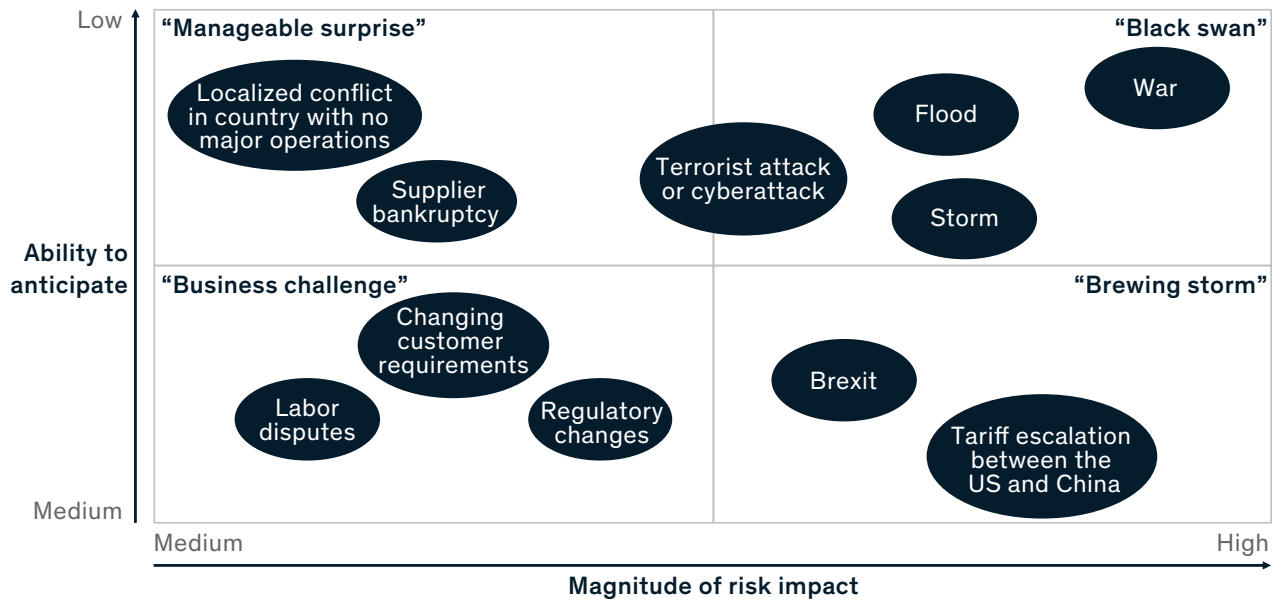 Low
“Manageable surprise”
“Black swan”
Localized conflict
in country with no
major operations
Supplier
bankruptcy
Terrorist attack
or cyberattack
Flood
War
Storm
Ability to
anticipate
“Business challenge”
“Brewing storm”
Changing
customer
requirements
Labor
disputes
Regulatory
changes
Brexit
Tariff escalation
between the
US and China
Medium
Medium
High
Magnitude of risk impact